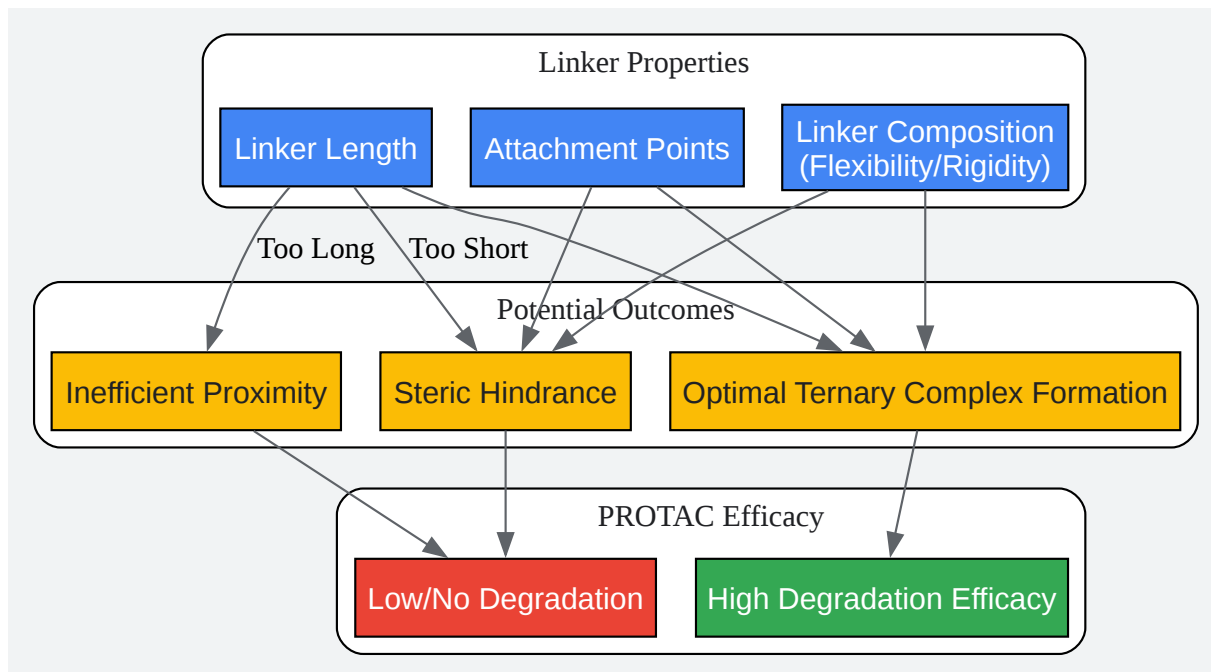 Linker Properties
Linker Length
Attachment Points
Linker Composition
(Flexibility/Rigidity)
Too Long
Too Short
Potential Outcomes
Inefficient Proximity
Steric Hindrance
Optimal Ternary Complex Formation
PROTAC Efficacy
Low/No Degradation
High Degradation Efficacy